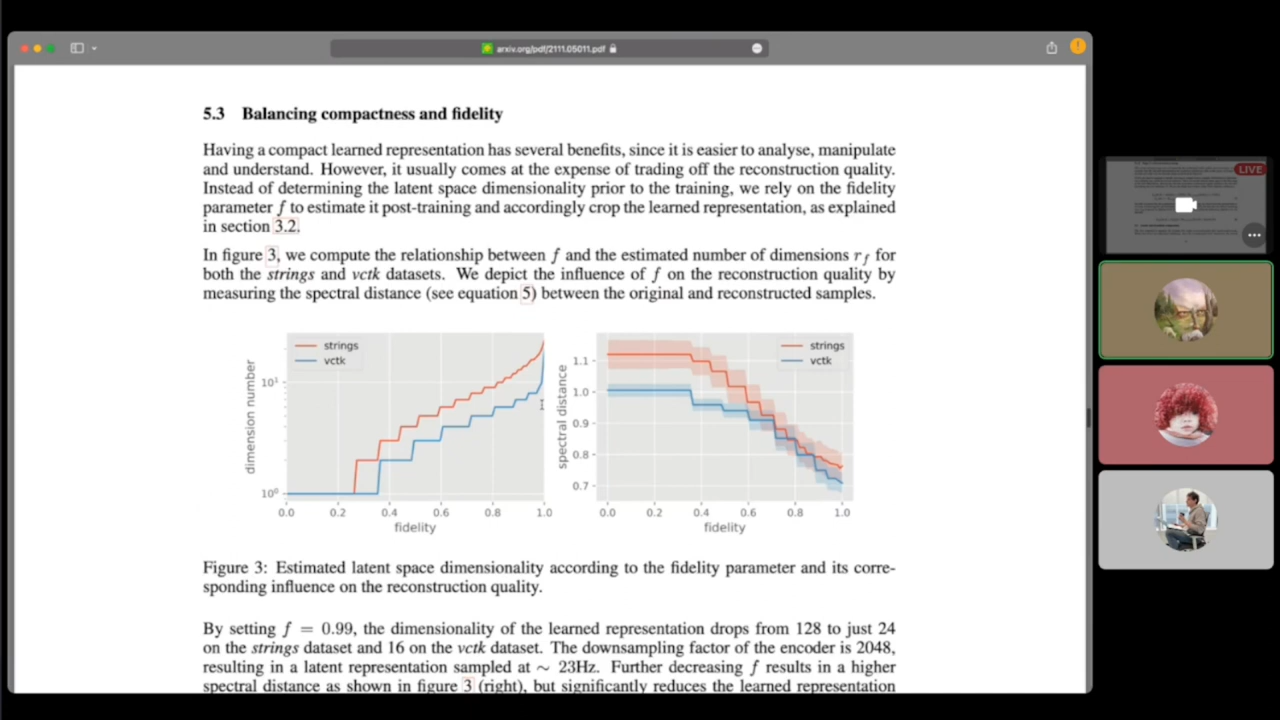 arxiv.org/pdf/2111.05011.pdf
5.3 Balancing compactness and fidelity
Having a compact learned representation has several benefits, since it is easier to analyse, manipulate
and understand. However, it usually comes at the expense of trading off the reconstruction quality.
Instead of determining the latent space dimensionality prior to the training, we rely on the fidelity
parameter f to estimate it post-training and accordingly crop the learned representation, as explained
in section 3.2.
In figure 3, we compute the relationship between f and the estimated number of dimensions r_f for
both the strings and vctk datasets. We depict the influence of f on the reconstruction quality by
measuring the spectral distance (see equation 5) between the original and reconstructed samples.
strings
vctk
dimension number
10¹
10⁰
0.0 0.2 0.4 0.6 0.8 1.0
fidelity
strings
vctk
spectral distance
1.1
1.0
0.9
0.8
0.7
0.0 0.2 0.4 0.6 0.8 1.0
fidelity
Figure 3: Estimated latent space dimensionality according to the fidelity parameter and its corre-
sponding influence on the reconstruction quality.
By setting f = 0.99, the dimensionality of the learned representation drops from 128 to just 24
on the strings dataset and 16 on the vctk dataset. The downsampling factor of the encoder is 2048,
resulting in a latent representation sampled at ∼ 23Hz. Further decreasing f results in a higher
spectral distance as shown in figure 3 (right), but significantly reduces the learned representation
LIVE